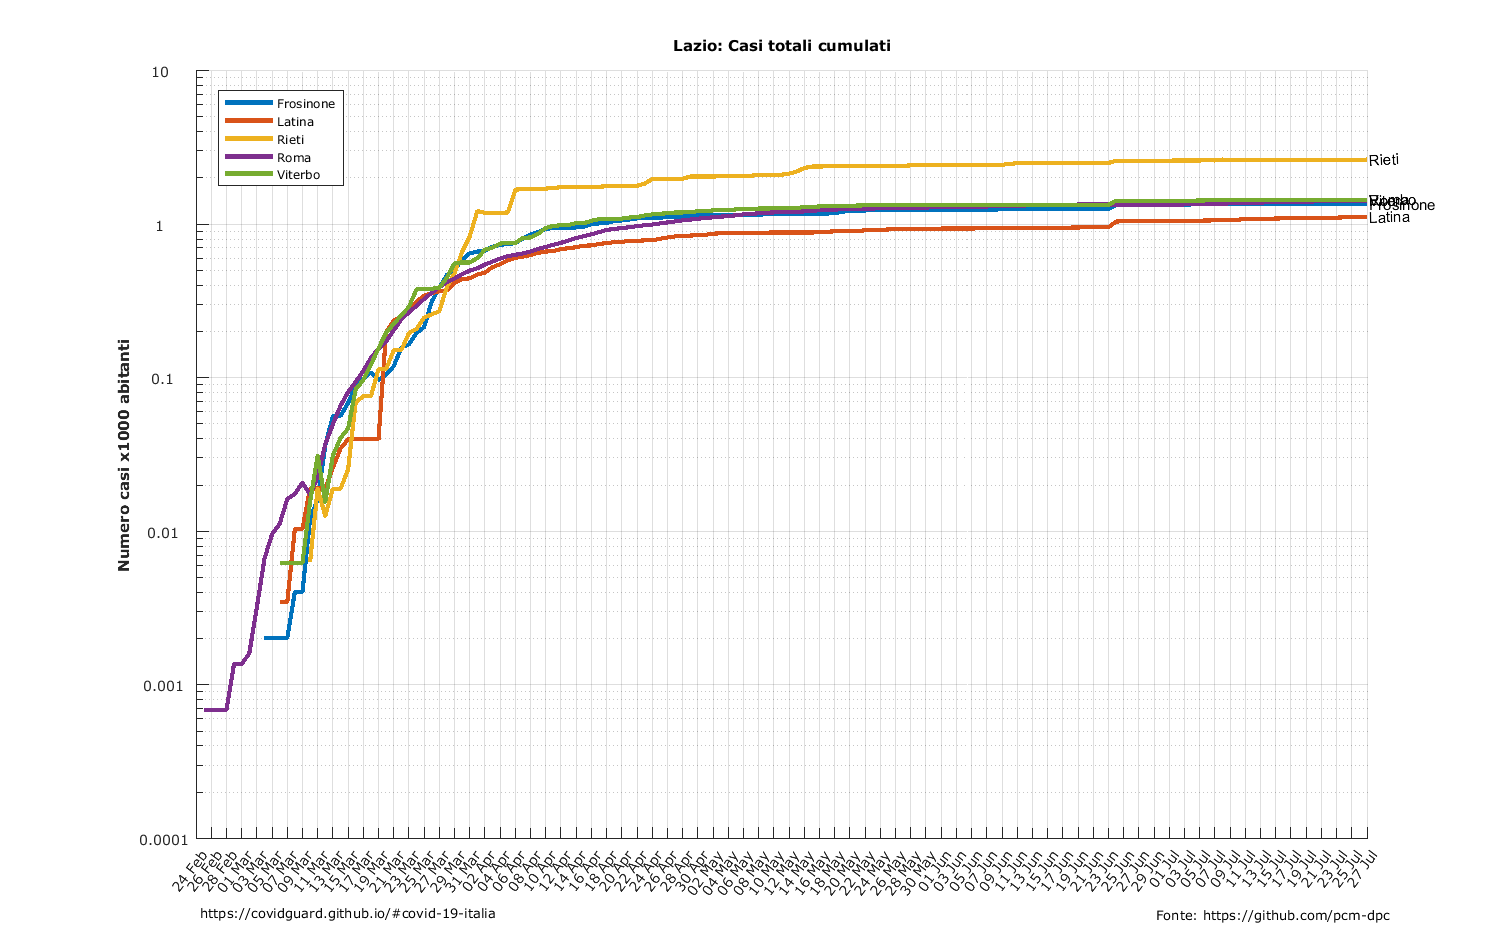 Lazio: Casi totali cumulati
10
1
0.1
0.01
0.001
0.0001
Numero casi x1000 abitanti
Frosinone
Latina
Rieti
Roma
Viterbo
Rieti
Viterbo
Frosinone
Latina
24 Feb
26 Feb
28 Feb
01 Mar
03 Mar
05 Mar
07 Mar
09 Mar
11 Mar
13 Mar
15 Mar
17 Mar
19 Mar
21 Mar
23 Mar
25 Mar
27 Mar
29 Mar
31 Mar
02 Apr
04 Apr
06 Apr
08 Apr
10 Apr
12 Apr
14 Apr
16 Apr
18 Apr
20 Apr
22 Apr
24 Apr
26 Apr
28 Apr
30 Apr
02 May
04 May
06 May
08 May
10 May
12 May
14 May
16 May
18 May
20 May
22 May
24 May
26 May
28 May
30 May
01 Jun
03 Jun
05 Jun
07 Jun
09 Jun
11 Jun
13 Jun
15 Jun
17 Jun
19 Jun
21 Jun
23 Jun
25 Jun
27 Jun
29 Jun
01 Jul
03 Jul
05 Jul
07 Jul
09 Jul
11 Jul
13 Jul
15 Jul
17 Jul
19 Jul
21 Jul
23 Jul
25 Jul
27 Jul
https://covidguard.github.io/#covid-19-italia
Fonte: https://github.com/pcm-dpc